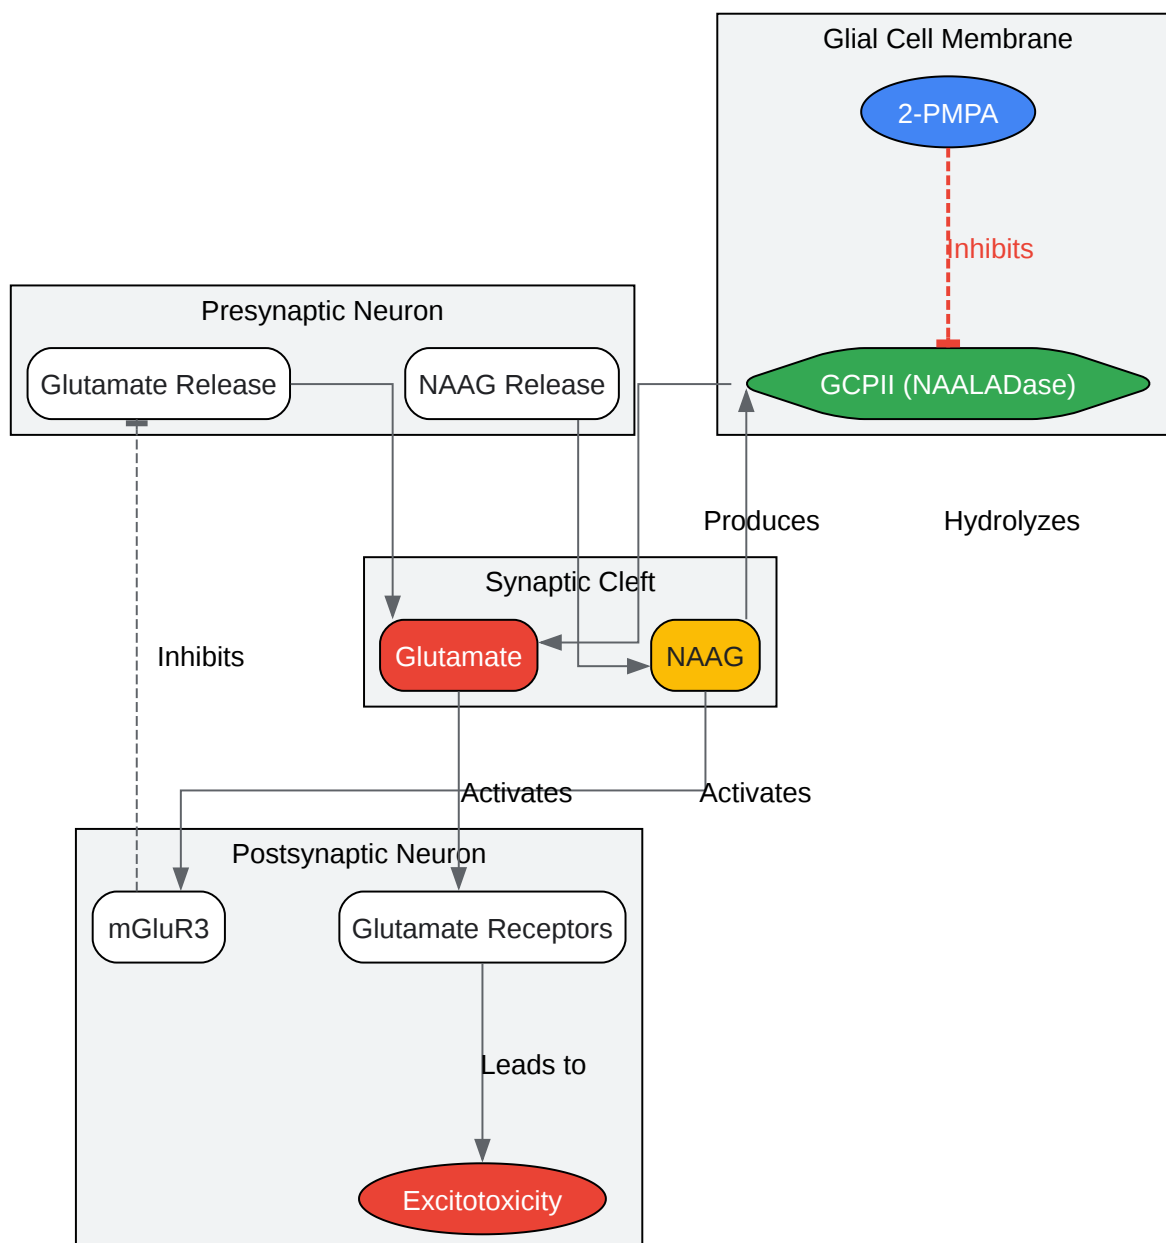 Glial Cell Membrane
2-PMPA
Inhibits
Presynaptic Neuron
Glutamate Release
NAAG Release
GCPII (NAALADase)
Produces
Hydrolyzes
Synaptic Cleft
Glutamate
NAAG
Inhibits
Activates
Activates
Postsynaptic Neuron
mGluR3
Glutamate Receptors
Leads to
Excitotoxicity